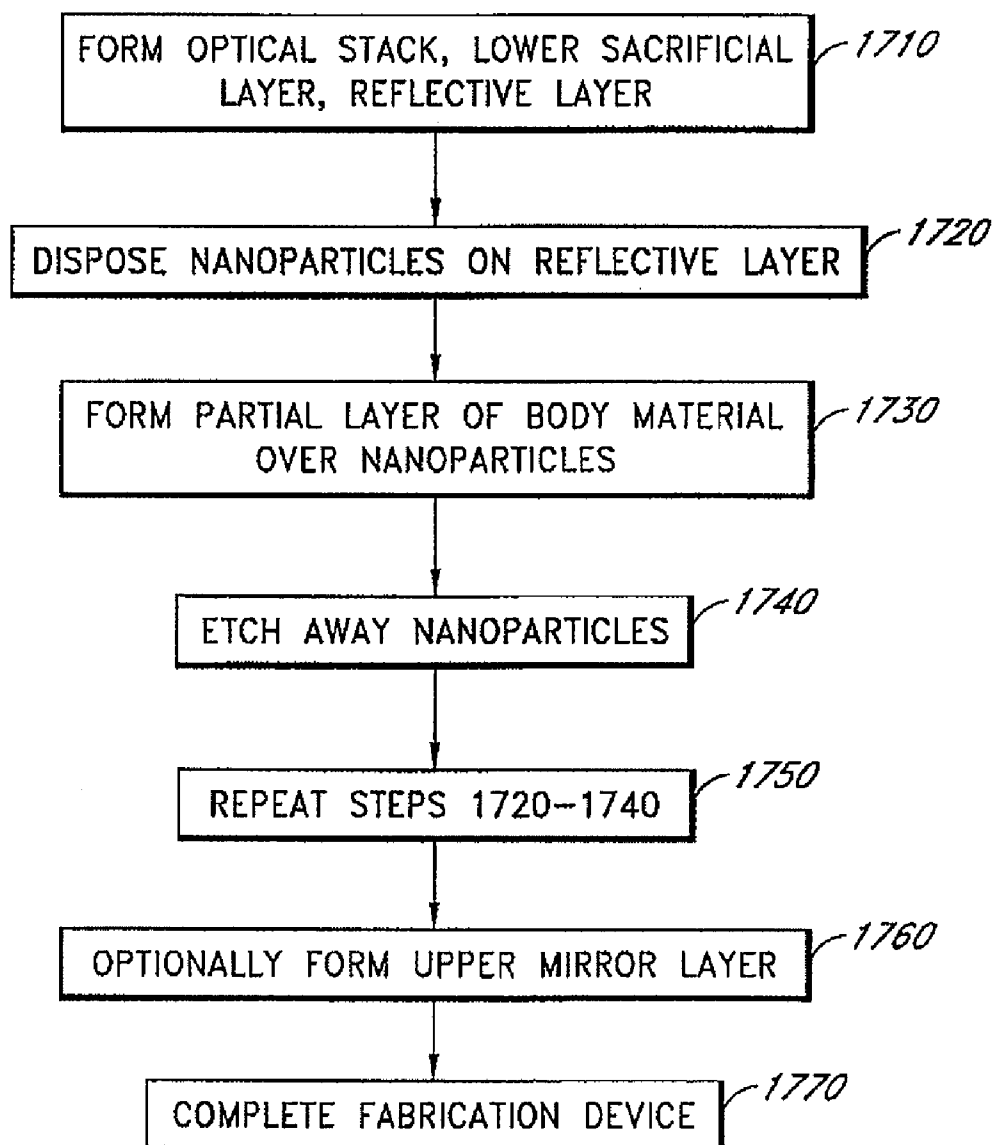 FORM OPTICAL STACK, LOWER SACRIFICIAL
LAYER, REFLECTIVE LAYER
1710
DISPOSE NANOPARTICLES ON REFLECTIVE LAYER
1720
FORM PARTIAL LAYER OF BODY MATERIAL
OVER NANOPARTICLES
1730
ETCH AWAY NANOPARTICLES
1740
REPEAT STEPS 1720-1740
1750
OPTIONALLY FORM UPPER MIRROR LAYER
1760
COMPLETE FABRICATION DEVICE
1770